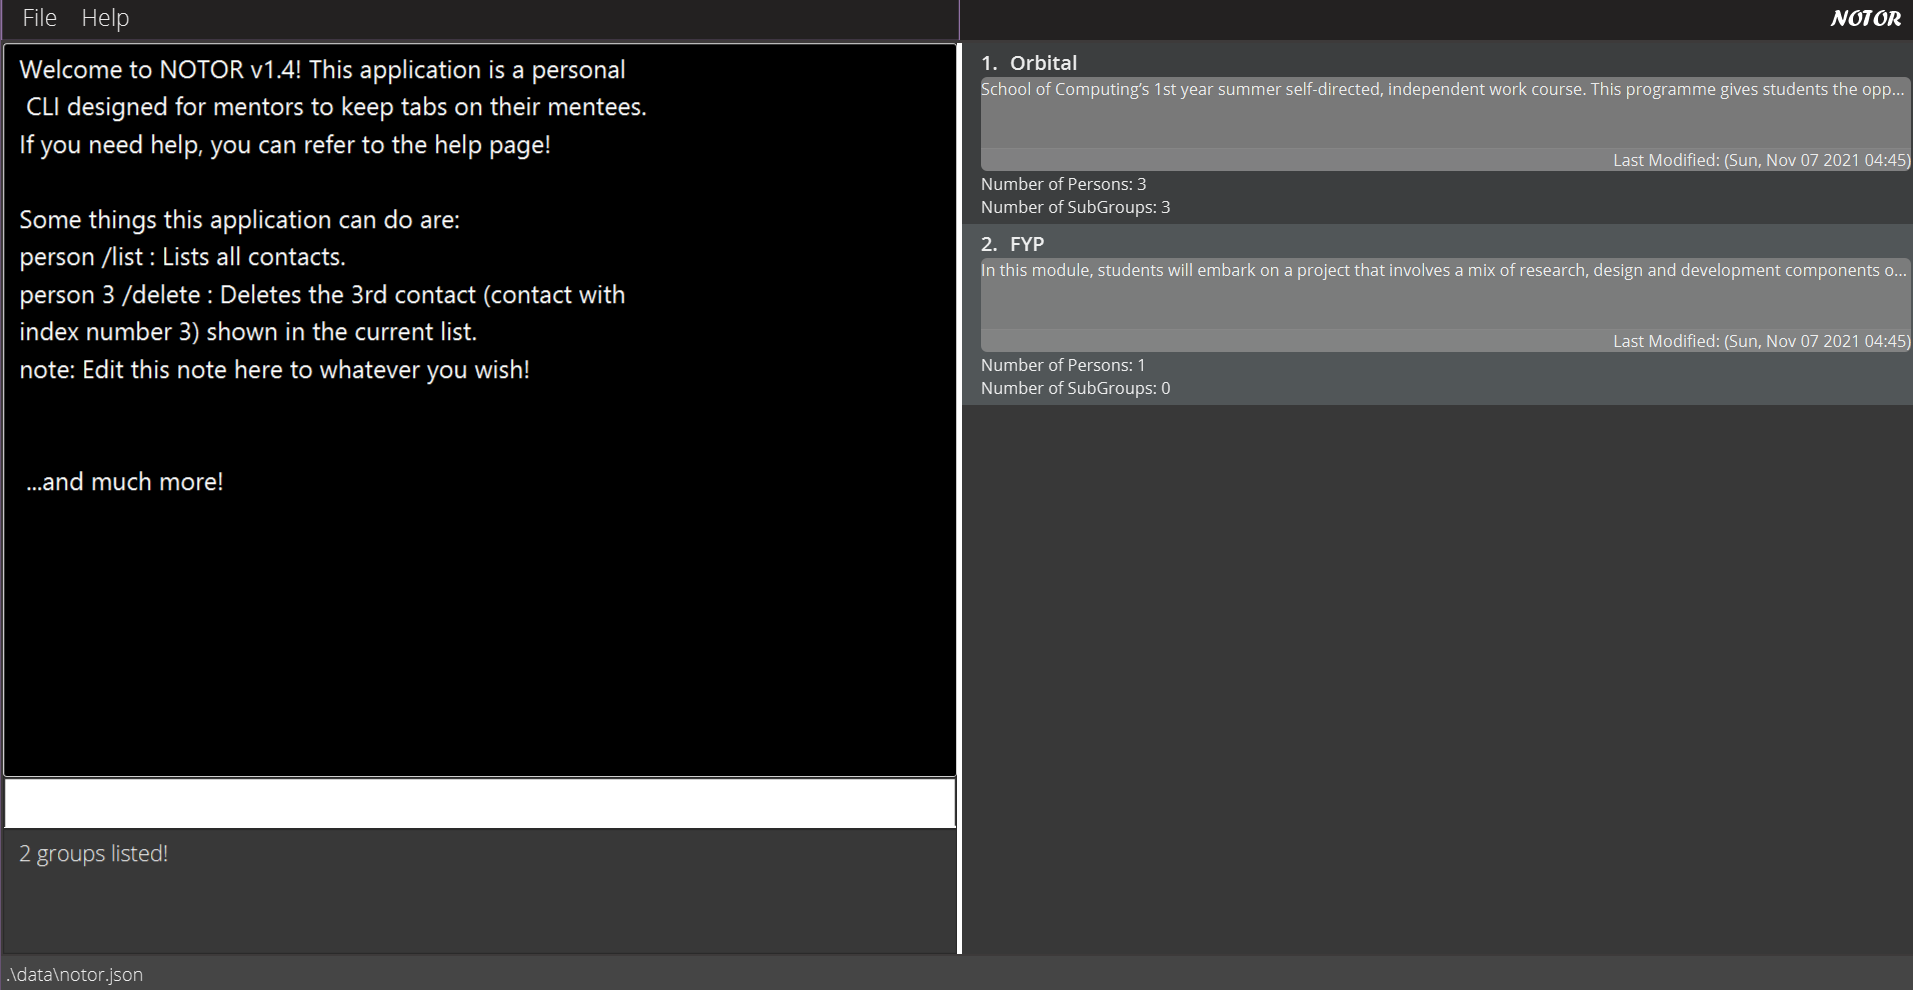 File Help
NOTOR
Welcome to NOTOR v1.4! This application is a personal
CLI designed for mentors to keep tabs on their mentees.
If you need help, you can refer to the help page!
Some things this application can do are:
person /list : Lists all contacts.
person 3 /delete : Deletes the 3rd contact (contact with
index number 3) shown in the current list.
note: Edit this note here to whatever you wish!
...and much more!
2 groups listed!
1. Orbital
School of Computing’s 1st year summer self-directed, independent work course. This programme gives students the opp...
Last Modified: (Sun, Nov 07 2021 04:45)
Number of Persons: 3
Number of SubGroups: 3
2. FYP
In this module, students will embark on a project that involves a mix of research, design and development components o...
Last Modified: (Sun, Nov 07 2021 04:45)
Number of Persons: 1
Number of SubGroups: 0
.\data\notor.json